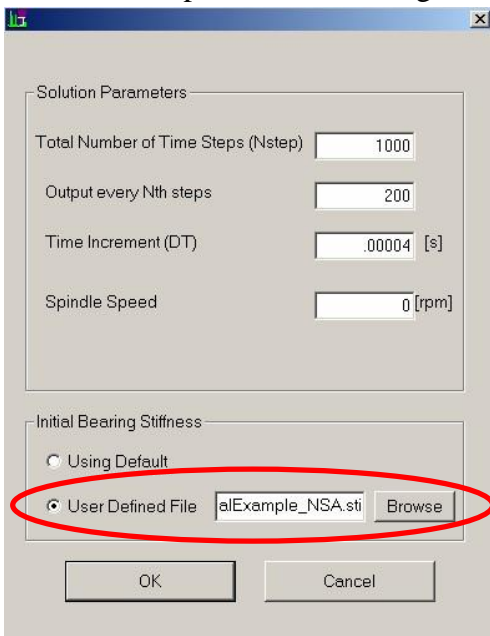 Solution Parameters
Total Number of Time Steps (Nstep) 1000
Output every Nth steps 200
Time Increment (DT) .00004 [s]
Spindle Speed 0 [rpm]
Initial Bearing Stiffness
Using Default
User Defined File alExample_NSA.sti Browse
OK Cancel